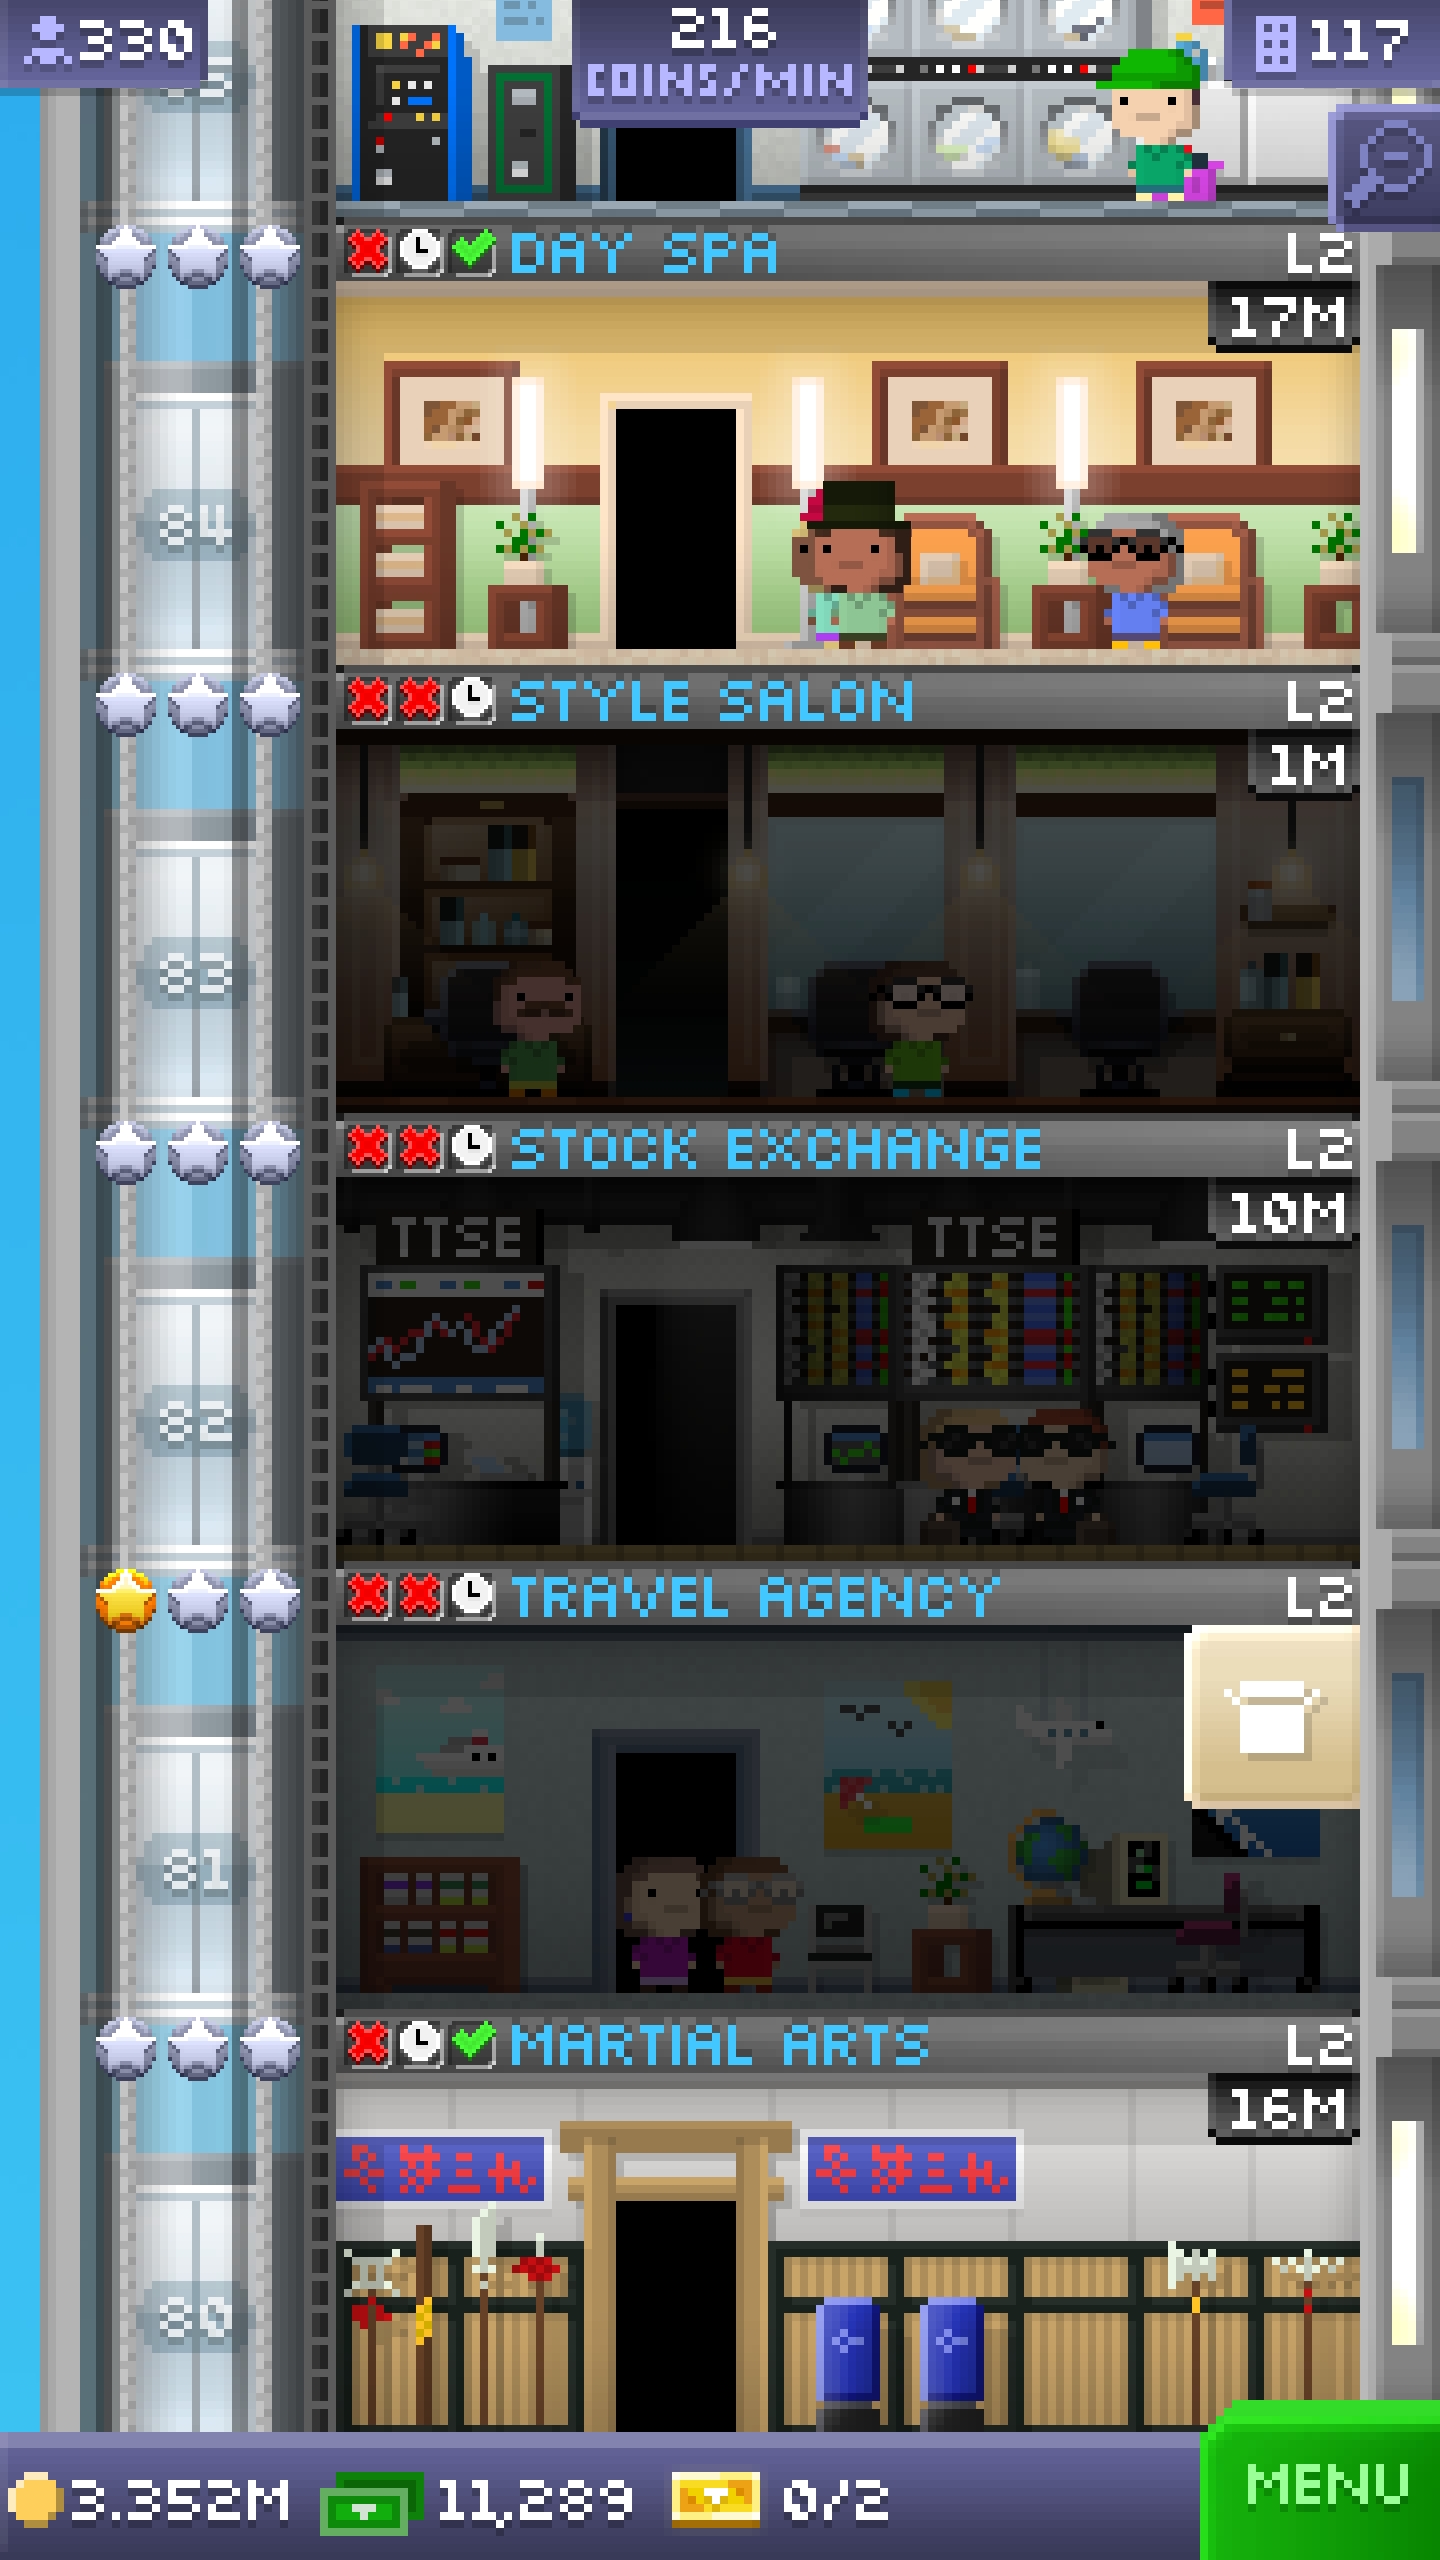 330
216
COINS/MIN
117
DAY SPA
L2
17M
84
STYLE SALON
L2
1M
83
STOCK EXCHANGE
L2
10M
TTSE
TTSE
82
TRAVEL AGENCY
L2
81
MARTIAL ARTS
L2
16M
80
3.352M
11,289
0/2
MENU